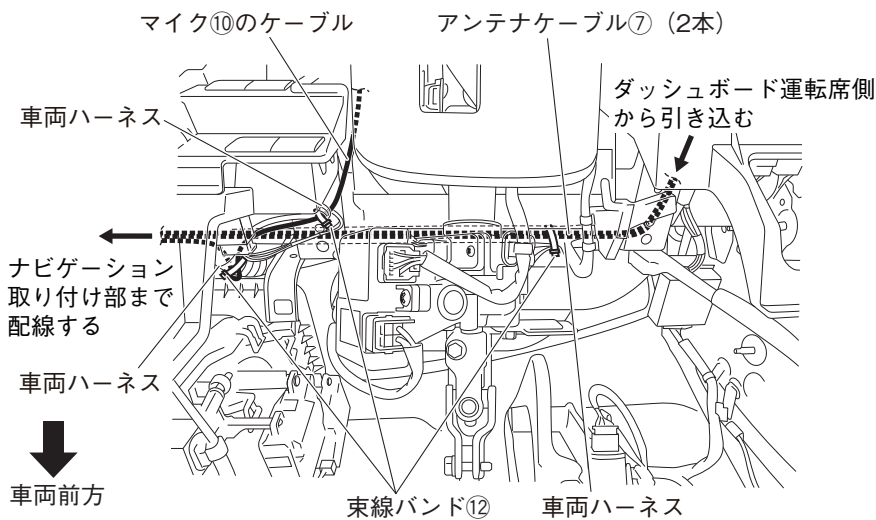 マイク⑩のケーブル
アンテナケーブル⑦（2本）
車両ハーネス
ダッシュボード運転席側
から引き込む
ナビゲーション
取り付け部まで
配線する
車両ハーネス
車両前方
束線バンド⑫
車両ハーネス